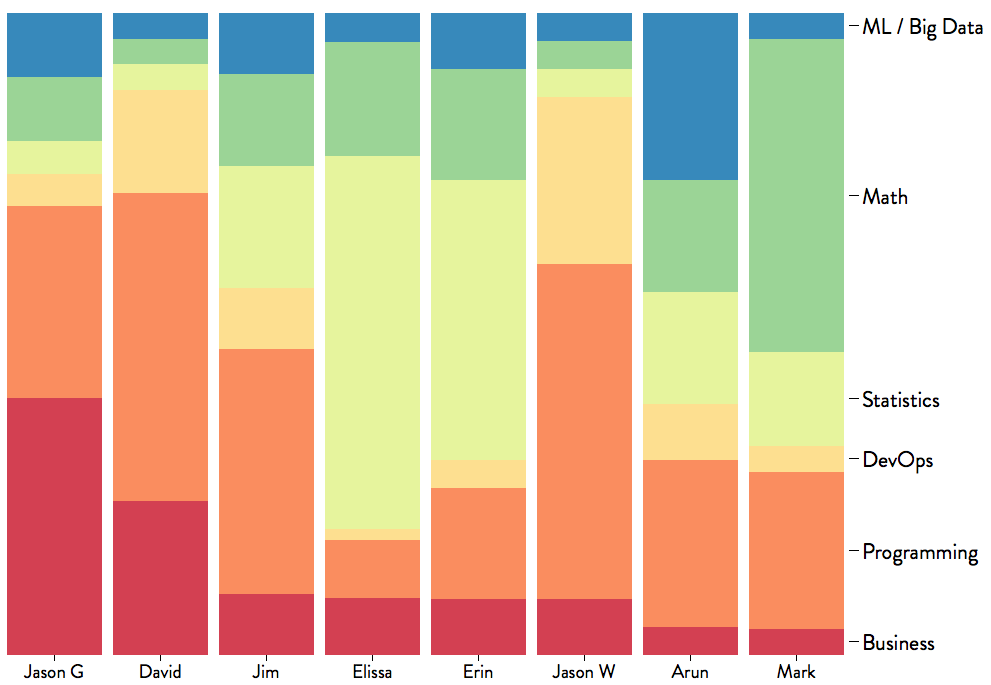 ML / Big Data
Math
Statistics
DevOps
Programming
Business
Jason G
David
Jim
Elissa
Erin
Jason W
Arun
Mark